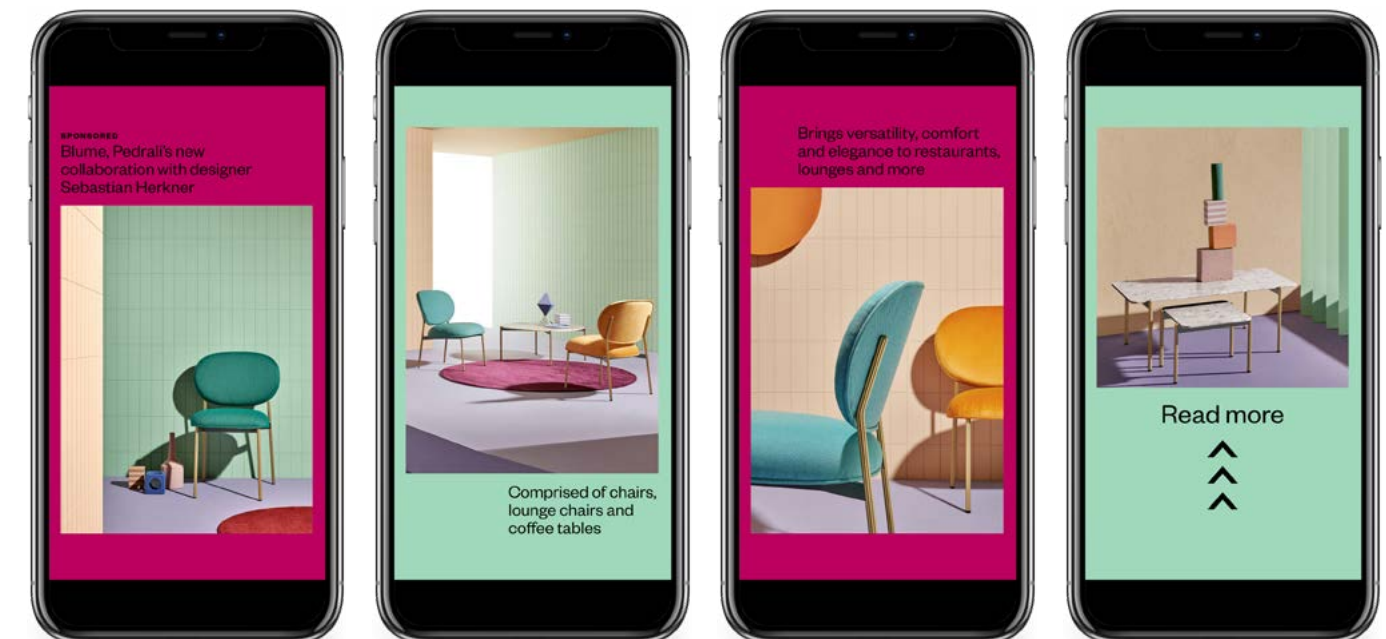 SPONSORED
Blume, Pedrali's new
collaboration with designer
Sebastian Herkner
Comprised of chairs,
lounge chairs and
coffee tables
Brings versatility, comfort
and elegance to restaurants,
lounges and more
Read more